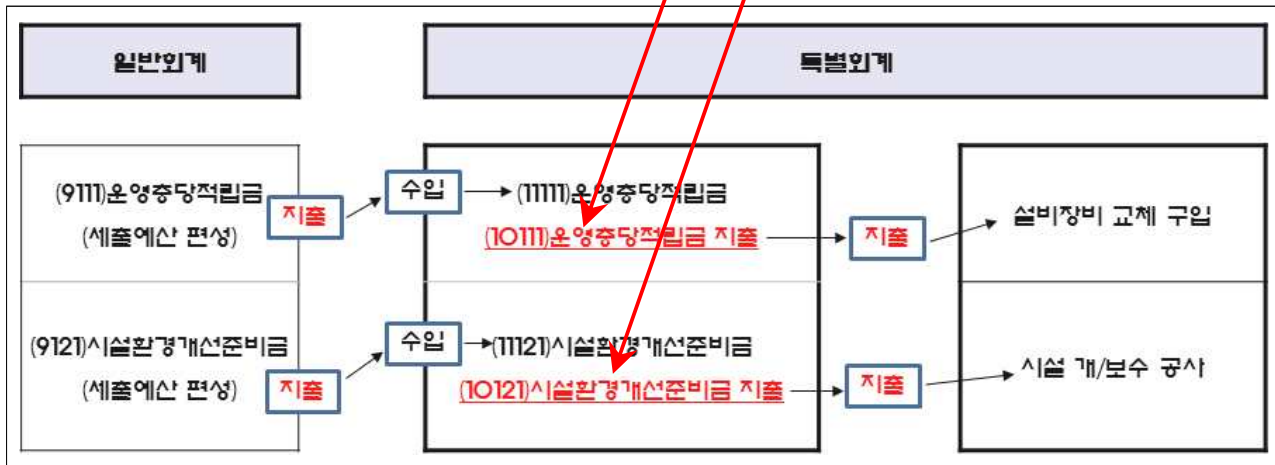 일반회계
특별회계
(9111)운영충당적립금
(세출예산 편성)
지출
수입
(11111)운영충당적립금
(10111)운영충당적립금 지출
지출
설비장비 교체 구입
(9121)시설환경개선준비금
(세출예산 편성)
지출
수입
(11121)시설환경개선준비금
(10121)시설환경개선준비금 지출
지출
시설 개/보수 공사